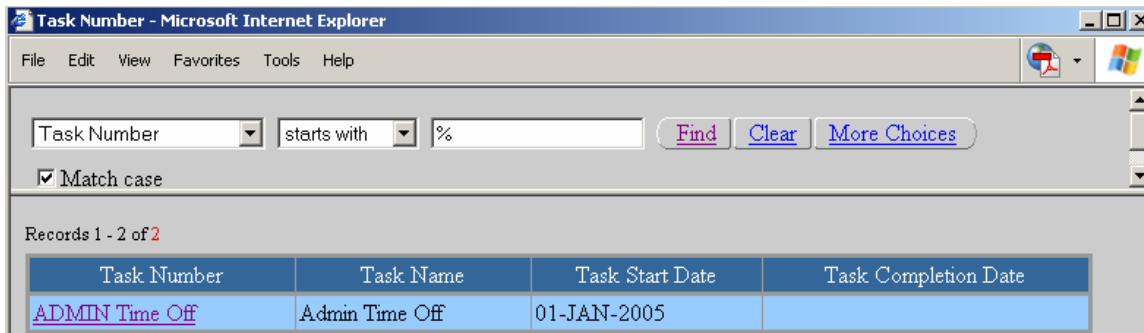 Task Number - Microsoft Internet Explorer
File Edit View Favorites Tools Help
Task Number starts with % Find Clear More Choices
Match case
Records 1 - 2 of 2
Task Number Task Name Task Start Date Task Completion Date
ADMIN Time Off Admin Time Off 01-JAN-2005